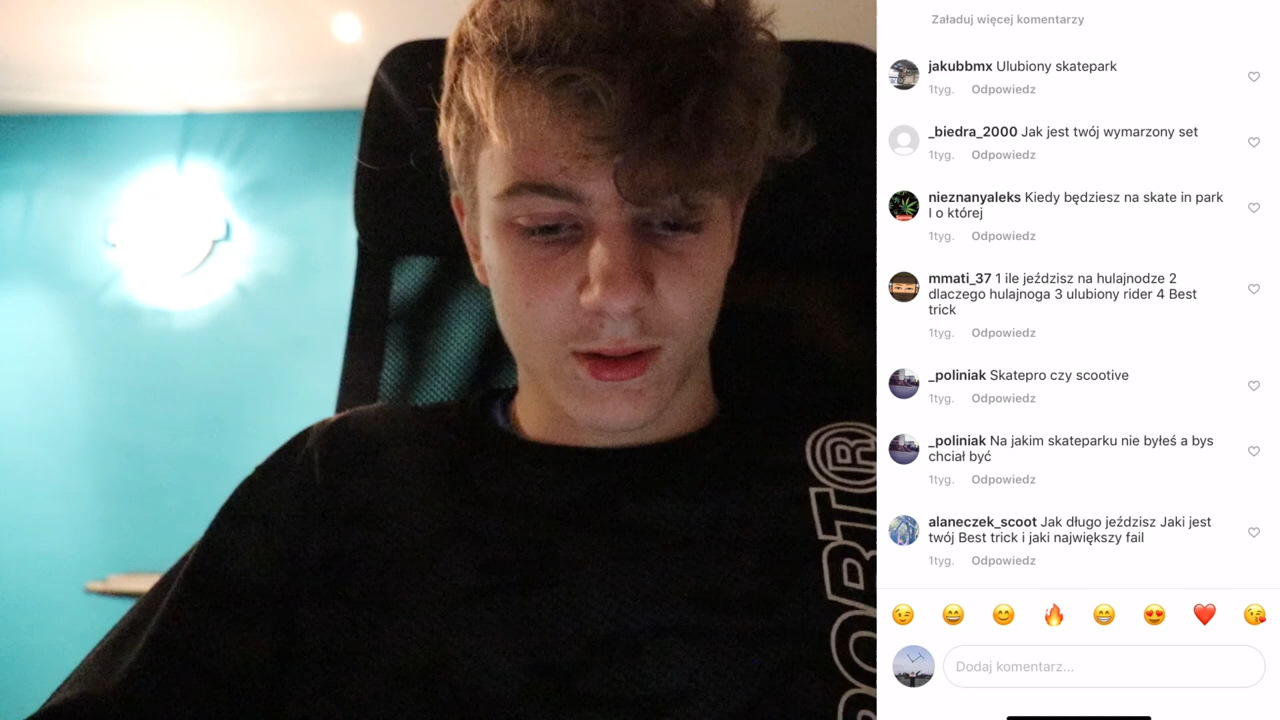 Załaduj więcej komentarzy
jakubbmx Ulubiony skatepark
1tyg. Odpowiedz
_biedra_2000 Jak jest twój wymarzony set
1tyg. Odpowiedz
nieznanyaleks Kiedy będziesz na skate in park
I o której
1tyg. Odpowiedz
mmati_37 1 ile jeździsz na hulajnodze 2
dlaczego hulajnoga 3 ulubiony rider 4 Best
trick
1tyg. Odpowiedz
_poliniak Skatepro czy scootive
1tyg. Odpowiedz
_poliniak Na jakim skateparku nie byłeś a bys
chciał być
1tyg. Odpowiedz
alaneczek_scoot Jak długo jeździsz Jaki jest
twój Best trick i jaki największy fail
1tyg. Odpowiedz
Dodaj komentarz...
PORT®